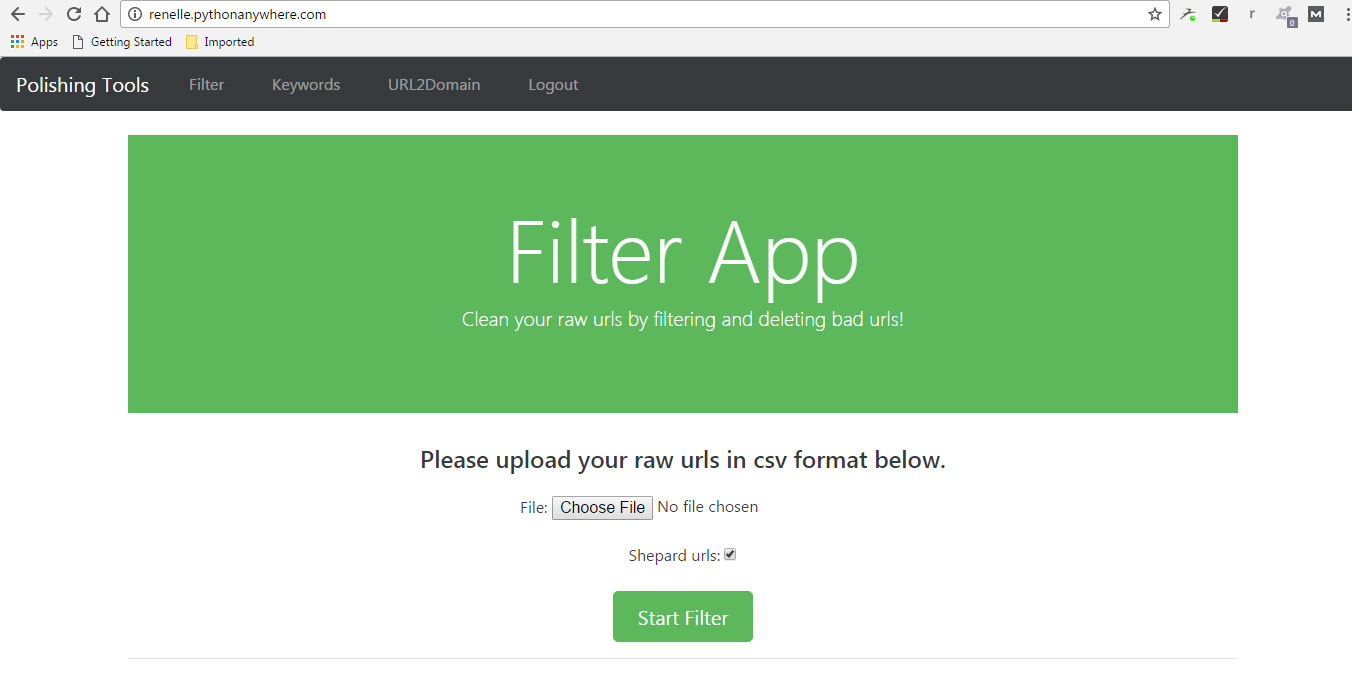 renelle.pythonanywhere.com
r
0
M
Apps Getting Started Imported
Polishing Tools Filter Keywords URL2Domain Logout
Filter App
Clean your raw urls by filtering and deleting bad urls!
Please upload your raw urls in csv format below.
File: Choose File No file chosen
Shepard urls:
Start Filter